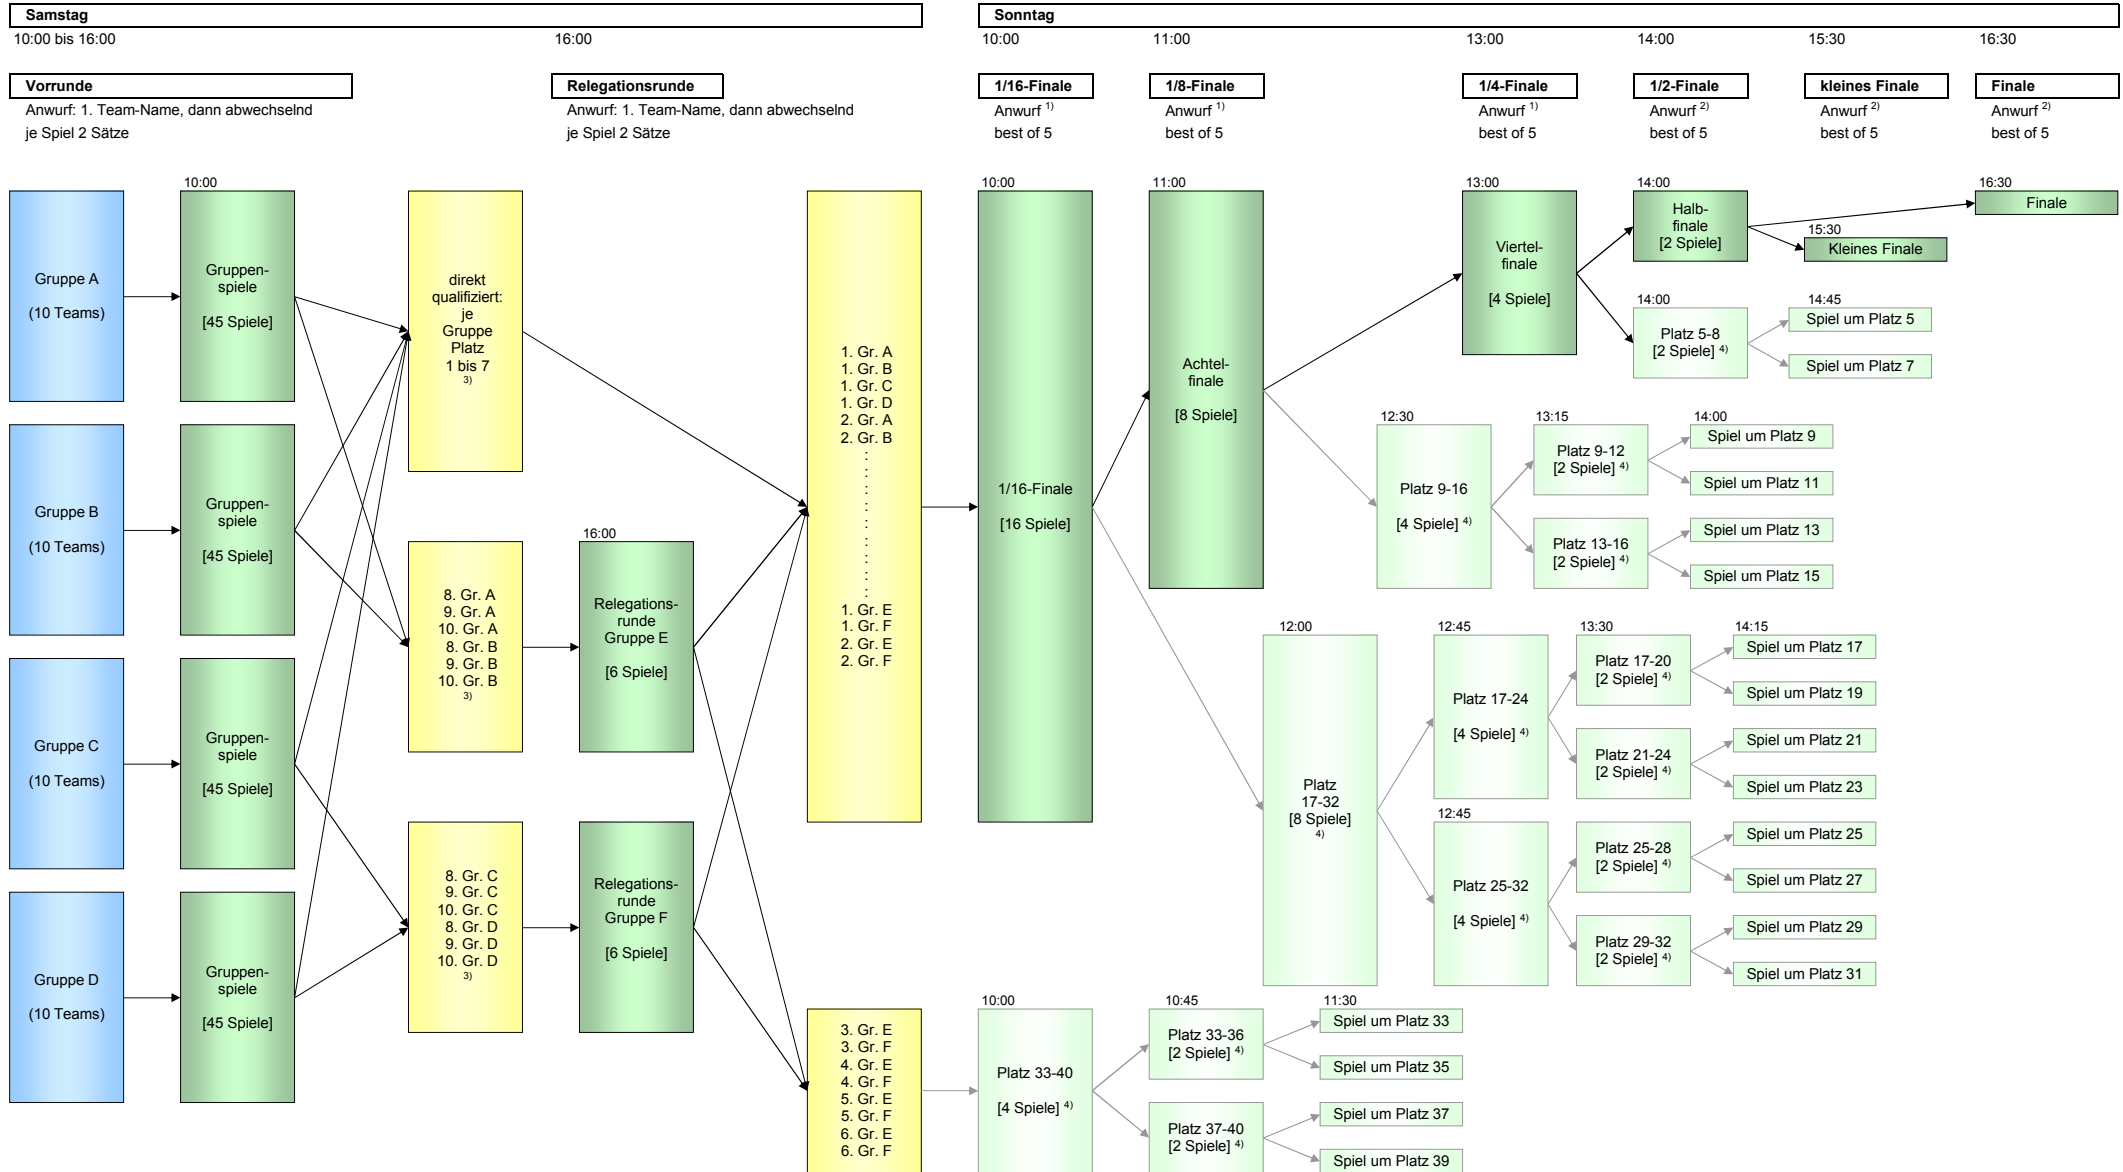 Samstag
Sonntag
10:00 bis 16:00
16:00
10:00
11:00
13:00
14:00
15:30
16:30
Vorrunde
Relegationsrunde
1/16-Finale
1/8-Finale
1/4-Finale
1/2-Finale
kleines Finale
Finale
Anwurf: 1. Team-Name, dann abwechselnd
Anwurf: 1. Team-Name, dann abwechselnd
Anwurf 1)
Anwurf 1)
Anwurf 1)
Anwurf 2)
Anwurf 2)
Anwurf 2)
je Spiel 2 Sätze
je Spiel 2 Sätze
best of 5
best of 5
best of 5
best of 5
best of 5
best of 5
Gruppe A
(10 Teams)
Gruppe B
(10 Teams)
Gruppe C
(10 Teams)
Gruppe D
(10 Teams)
10:00
Gruppen-
spiele
[45 Spiele]
Gruppen-
spiele
[45 Spiele]
Gruppen-
spiele
[45 Spiele]
Gruppen-
spiele
[45 Spiele]
direkt
qualifiziert:
je
Gruppe
Platz
1 bis 7
3)
8. Gr. A
9. Gr. A
10. Gr. A
8. Gr. B
9. Gr. B
10. Gr. B
3)
8. Gr. C
9. Gr. C
10. Gr. C
8. Gr. D
9. Gr. D
10. Gr. D
3)
16:00
Relegations-
runde
Gruppe E
[6 Spiele]
Relegations-
runde
Gruppe F
[6 Spiele]
1. Gr. A
1. Gr. B
1. Gr. C
1. Gr. D
2. Gr. A
2. Gr. B
:
:
:
:
:
:
:
:
:
1. Gr. E
1. Gr. F
2. Gr. E
2. Gr. F
3. Gr. E
3. Gr. F
4. Gr. E
4. Gr. F
5. Gr. E
5. Gr. F
6. Gr. E
6. Gr. F
10:00
1/16-Finale
[16 Spiele]
11:00
Achtel-
finale
[8 Spiele]
13:00
Viertel-
finale
[4 Spiele]
14:00
Halb-
finale
[2 Spiele]
16:30
Finale
15:30
Kleines Finale
14:00
Platz 5-8
[2 Spiele] 4)
14:45
Spiel um Platz 5
Spiel um Platz 7
12:30
Platz 9-16
[4 Spiele] 4)
13:15
Platz 9-12
[2 Spiele] 4)
Platz 13-16
[2 Spiele] 4)
14:00
Spiel um Platz 9
Spiel um Platz 11
Spiel um Platz 13
Spiel um Platz 15
12:00
Platz
17-32
[8 Spiele]
4)
12:45
Platz 17-24
[4 Spiele] 4)
12:45
Platz 25-32
[4 Spiele] 4)
13:30
Platz 17-20
[2 Spiele] 4)
Platz 21-24
[2 Spiele] 4)
Platz 25-28
[2 Spiele] 4)
Platz 29-32
[2 Spiele] 4)
14:15
Spiel um Platz 17
Spiel um Platz 19
Spiel um Platz 21
Spiel um Platz 23
Spiel um Platz 25
Spiel um Platz 27
Spiel um Platz 29
Spiel um Platz 31
10:00
Platz 33-40
[4 Spiele] 4)
10:45
Platz 33-36
[2 Spiele] 4)
Platz 37-40
[2 Spiele] 4)
11:30
Spiel um Platz 33
Spiel um Platz 35
Spiel um Platz 37
Spiel um Platz 39